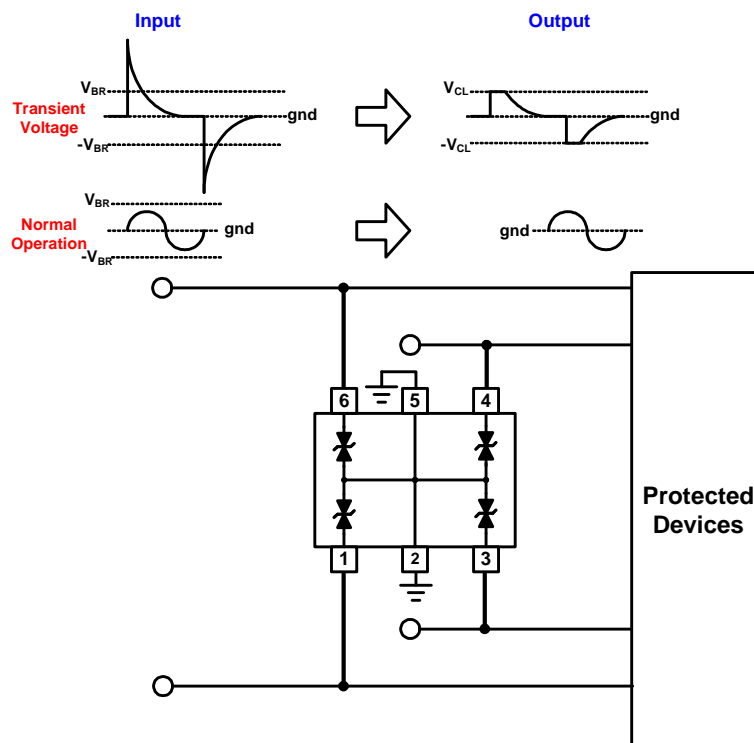 Input
Output
VBR
Transient
Voltage
gnd
-VBR
VCL
gnd
-VCL
VBR
Normal
Operation
gnd
-VBR
gnd
6
5
4
Protected
Devices
1
2
3